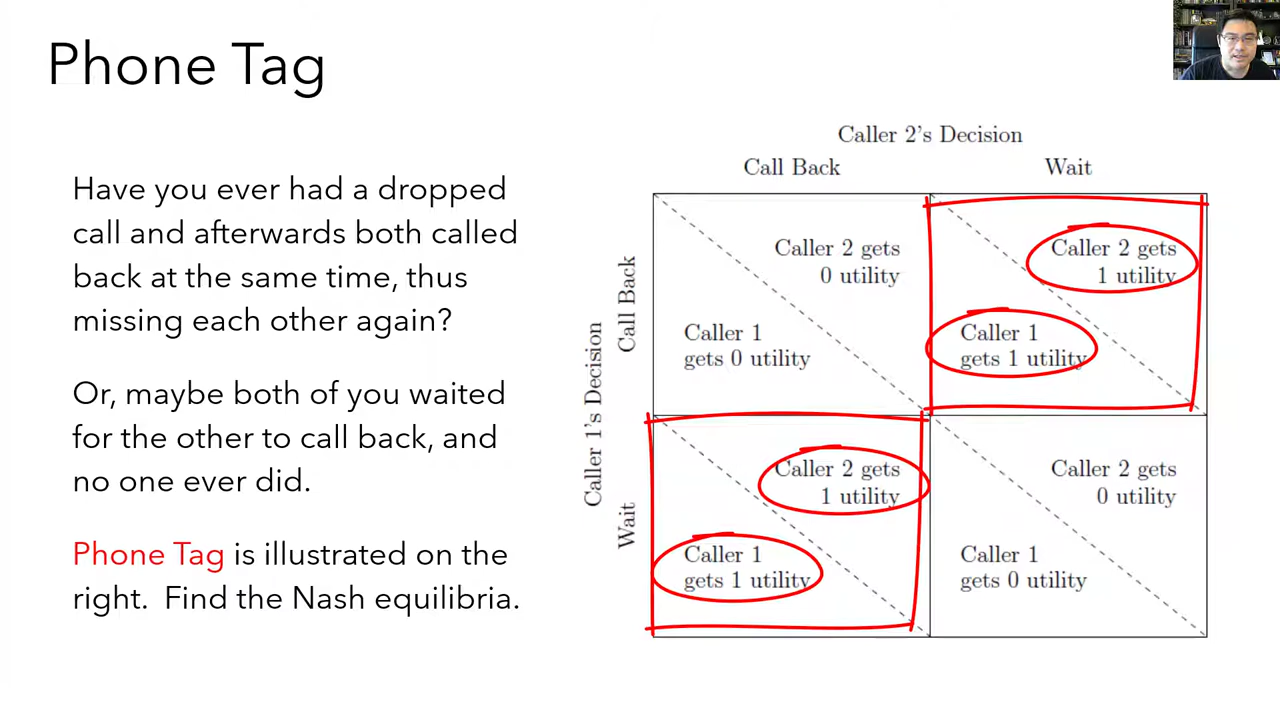 Phone Tag
Have you ever had a dropped
call and afterwards both called
back at the same time, thus
missing each other again?
Or, maybe both of you waited
for the other to call back, and
no one ever did.
Phone Tag is illustrated on the
right. Find the Nash equilibria.
Caller 2's Decision
Call Back
Wait
Caller 1's Decision
Call Back
Caller 2 gets
0 utility
Caller 1
gets 0 utility
Caller 2 gets
1 utility
Caller 1
gets 1 utility
Wait
Caller 2 gets
1 utility
Caller 1
gets 1 utility
Caller 2 gets
0 utility
Caller 1
gets 0 utility